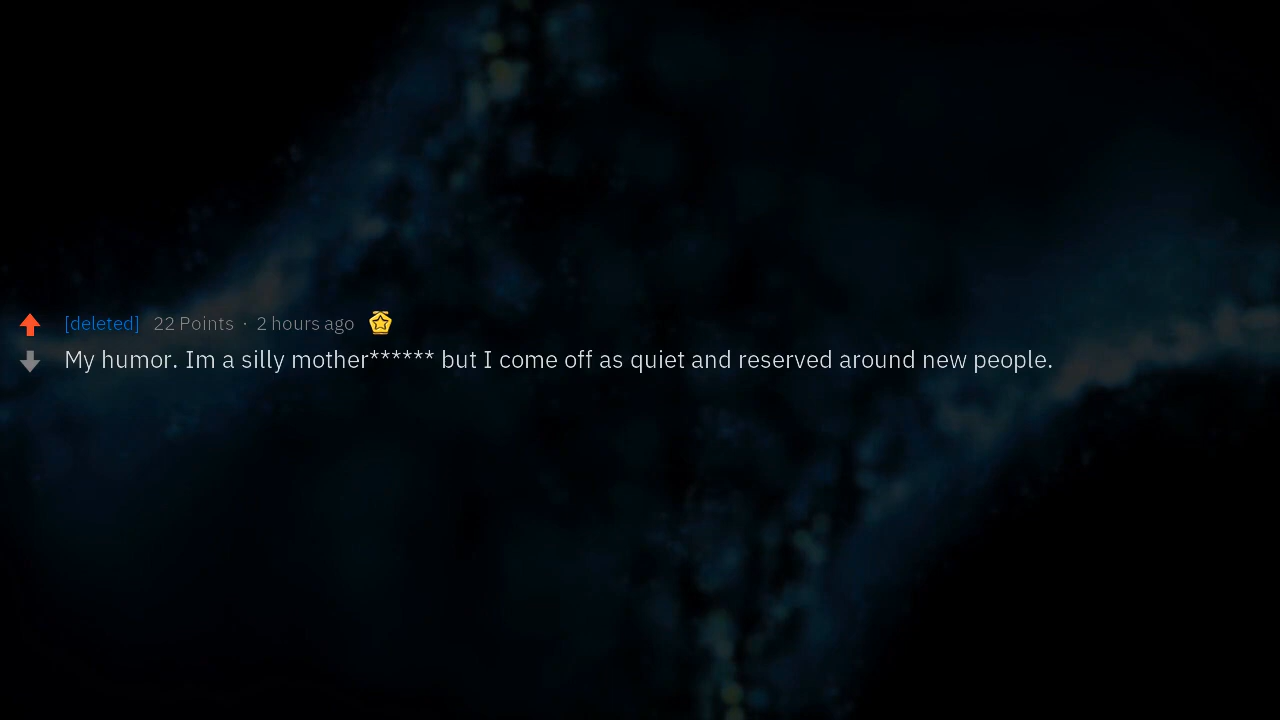 [deleted] 22 Points · 2 hours ago
My humor. Im a silly mother****** but I come off as quiet and reserved around new people.